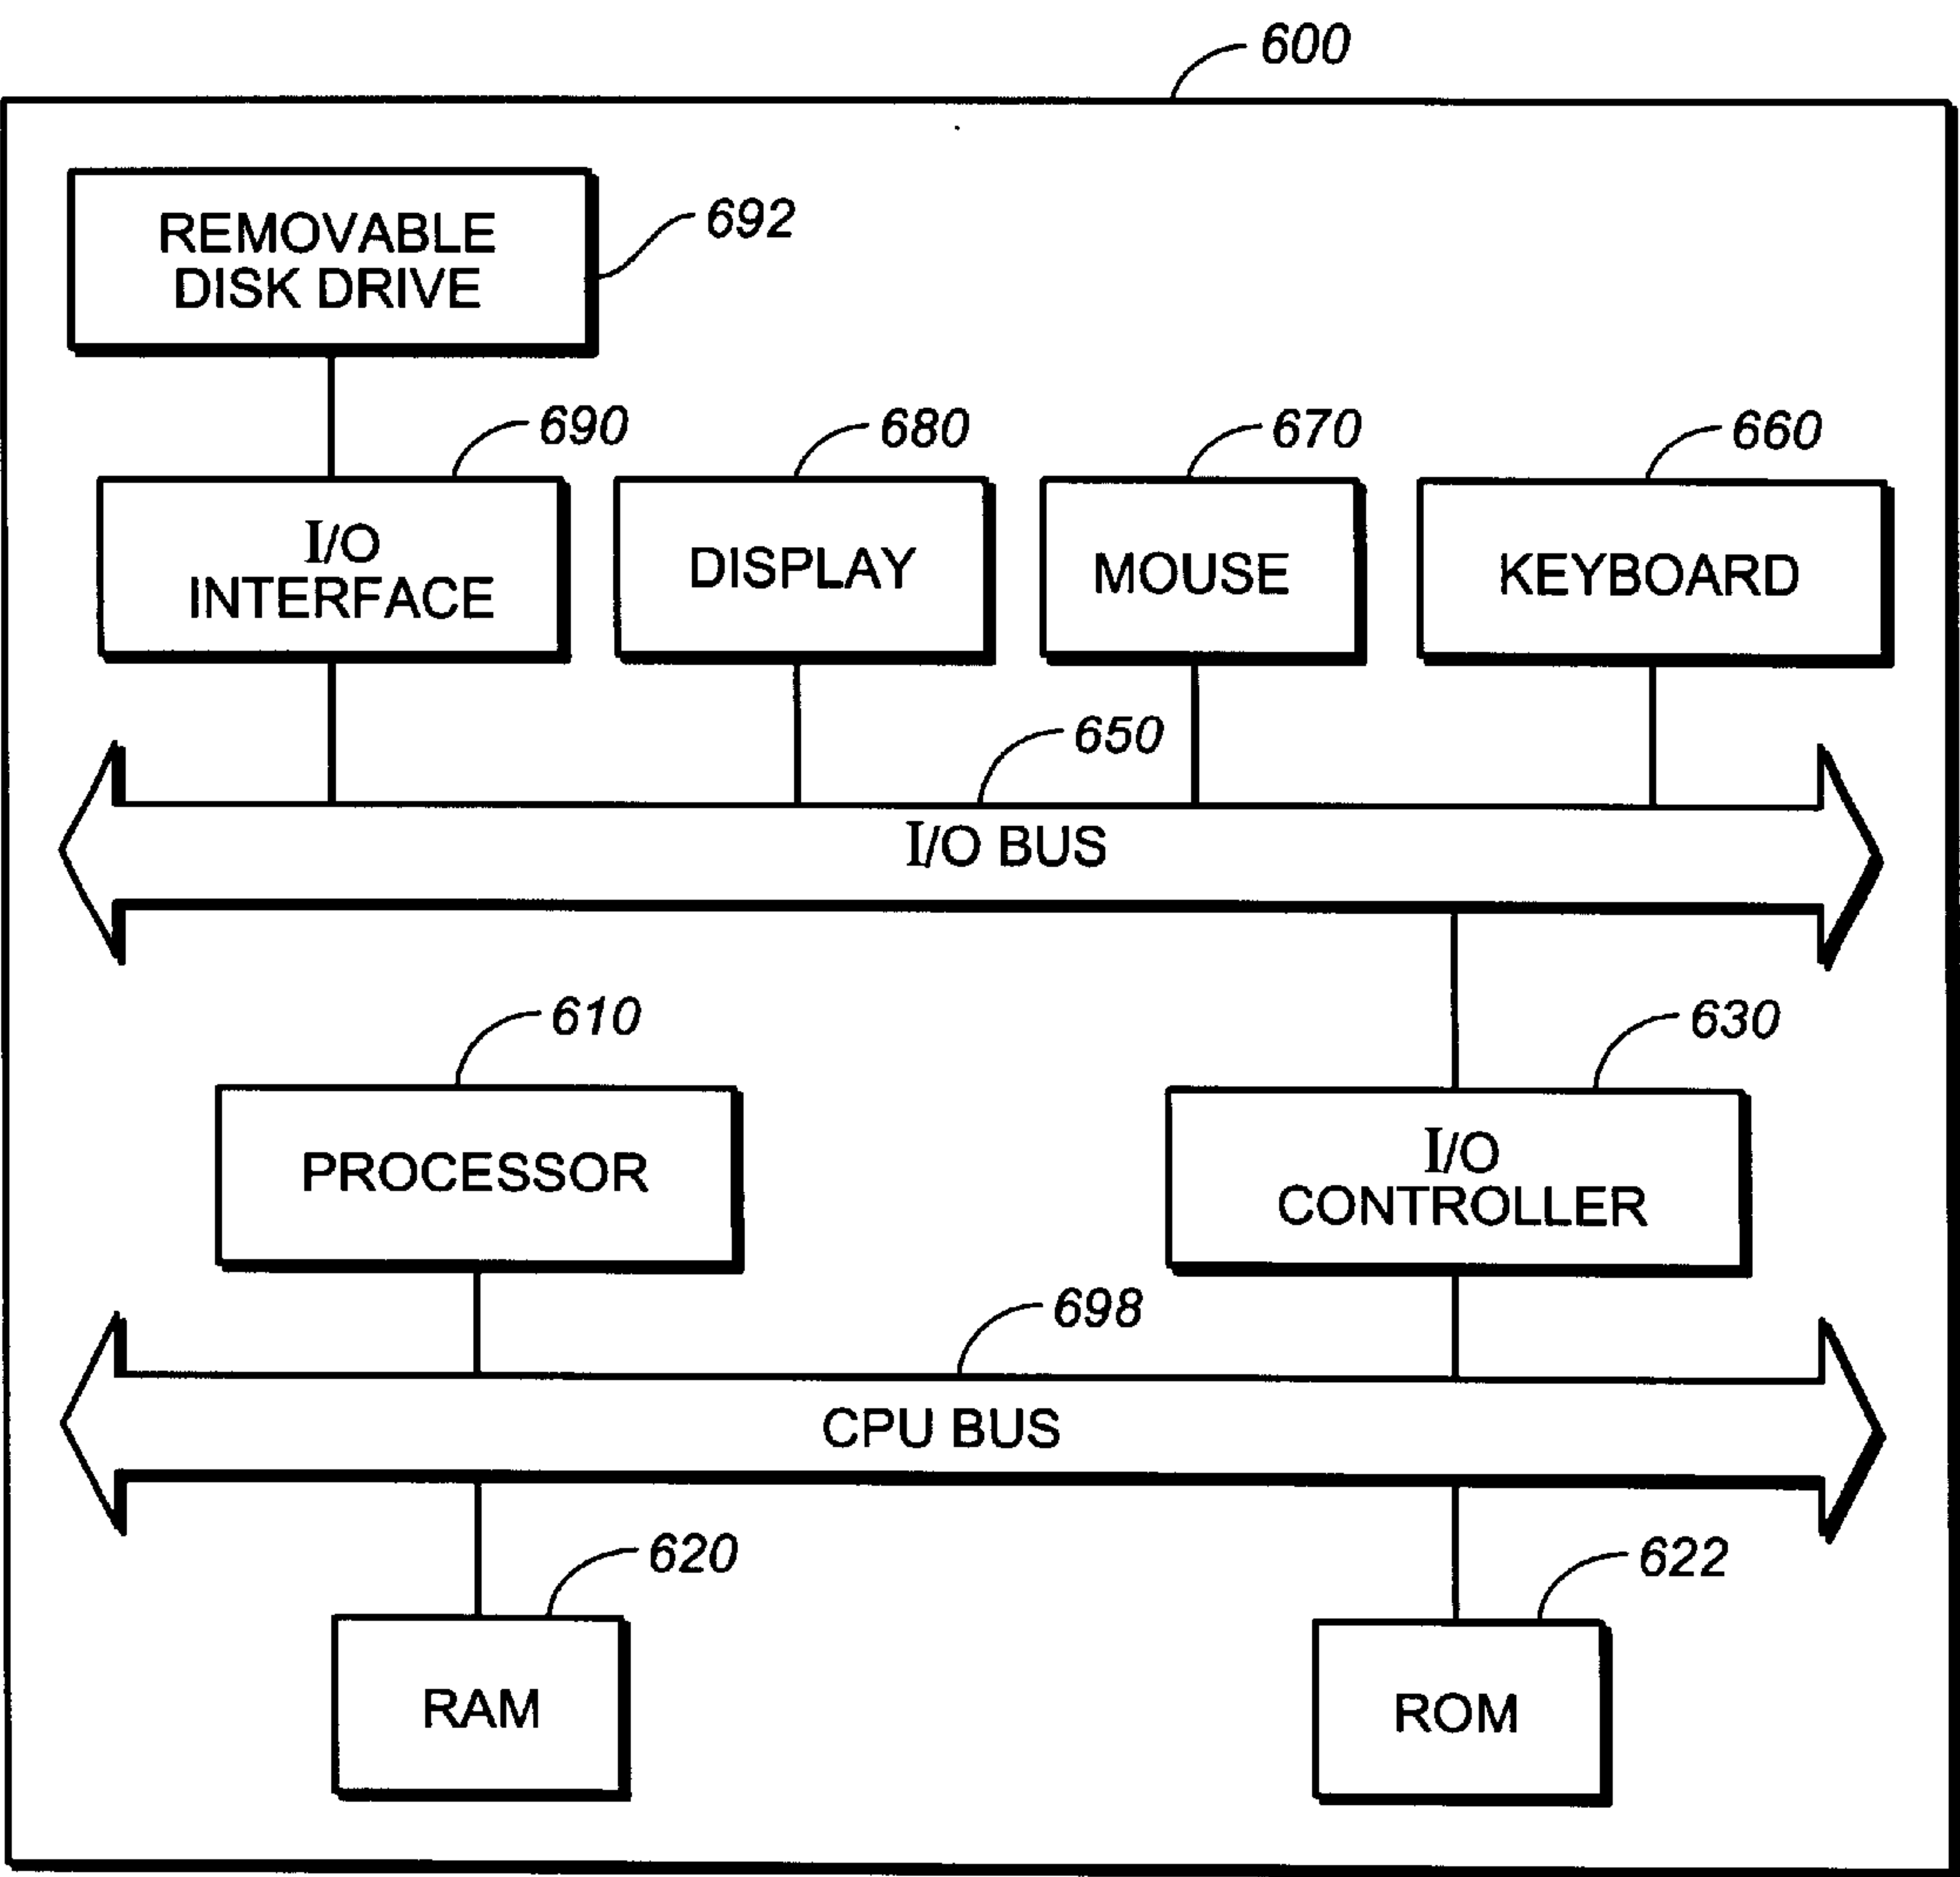 600
REMOVABLE
DISK DRIVE
692
690
680
670
660
I/O
INTERFACE
DISPLAY
MOUSE
KEYBOARD
650
I/O BUS
610
630
PROCESSOR
I/O
CONTROLLER
698
CPU BUS
620
622
RAM
ROM